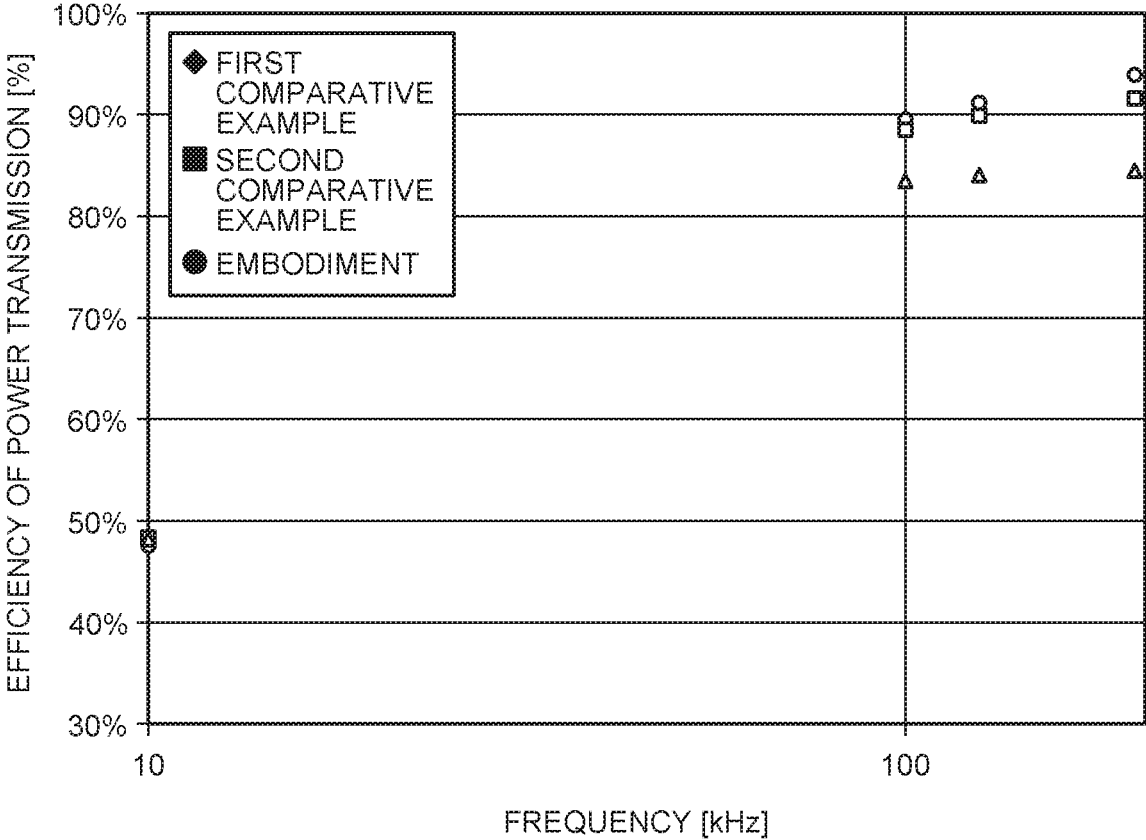 100%
90%
80%
70%
60%
50%
40%
30%
EFFICIENCY OF POWER TRANSMISSION [%]
FIRST
COMPARATIVE
EXAMPLE
SECOND
COMPARATIVE
EXAMPLE
EMBODIMENT
10
100
FREQUENCY [kHz]